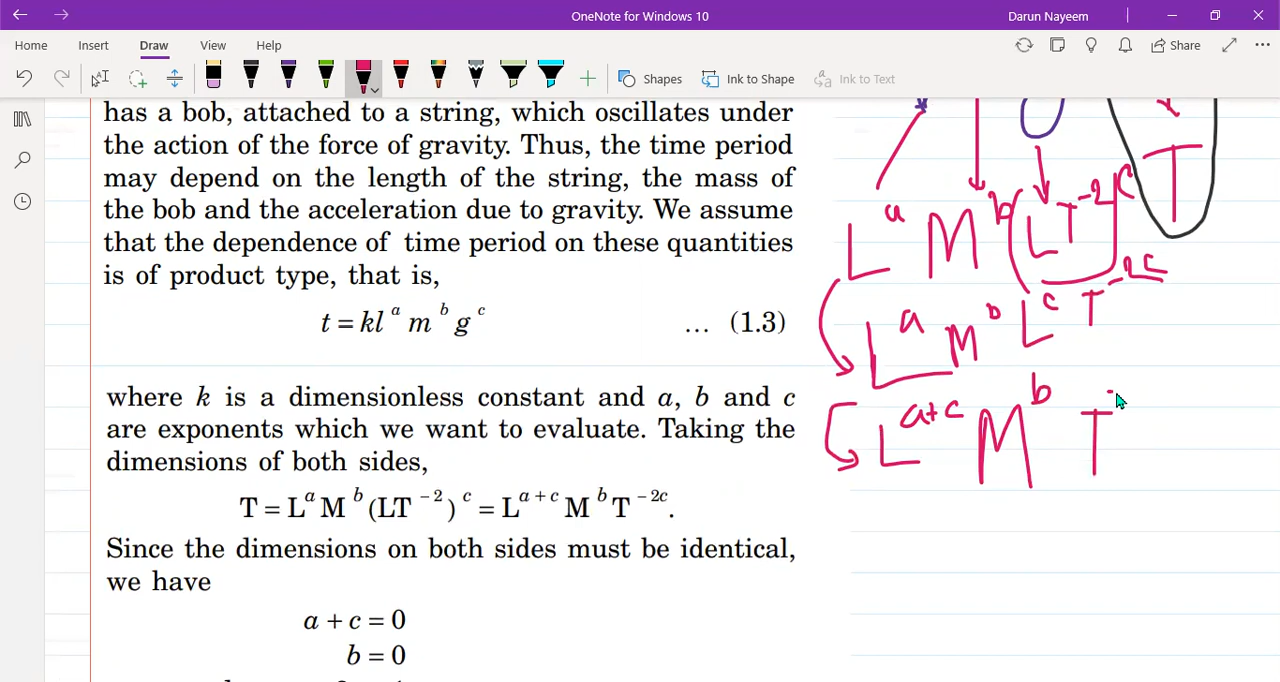 OneNote for Windows 10
Darun Nayeem
Home Insert Draw View Help
Share
Shapes
Ink to Shape
Ink to Text
has a bob, attached to a string, which oscillates under
the action of the force of gravity. Thus, the time period
may depend on the length of the string, the mass of
the bob and the acceleration due to gravity. We assume
that the dependence of time period on these quantities
is of product type, that is,
t = kl^a m^b g^c ... (1.3)
where k is a dimensionless constant and a, b and c
are exponents which we want to evaluate. Taking the
dimensions of both sides,
T = L^a M^b (LT^-2)^c = L^a+c M^b T^-2c.
Since the dimensions on both sides must be identical,
we have
a + c = 0
b = 0
T
L^a M^b (LT^-2)^c
L^a M^b L^c T^-2c
L^a+c M^b T